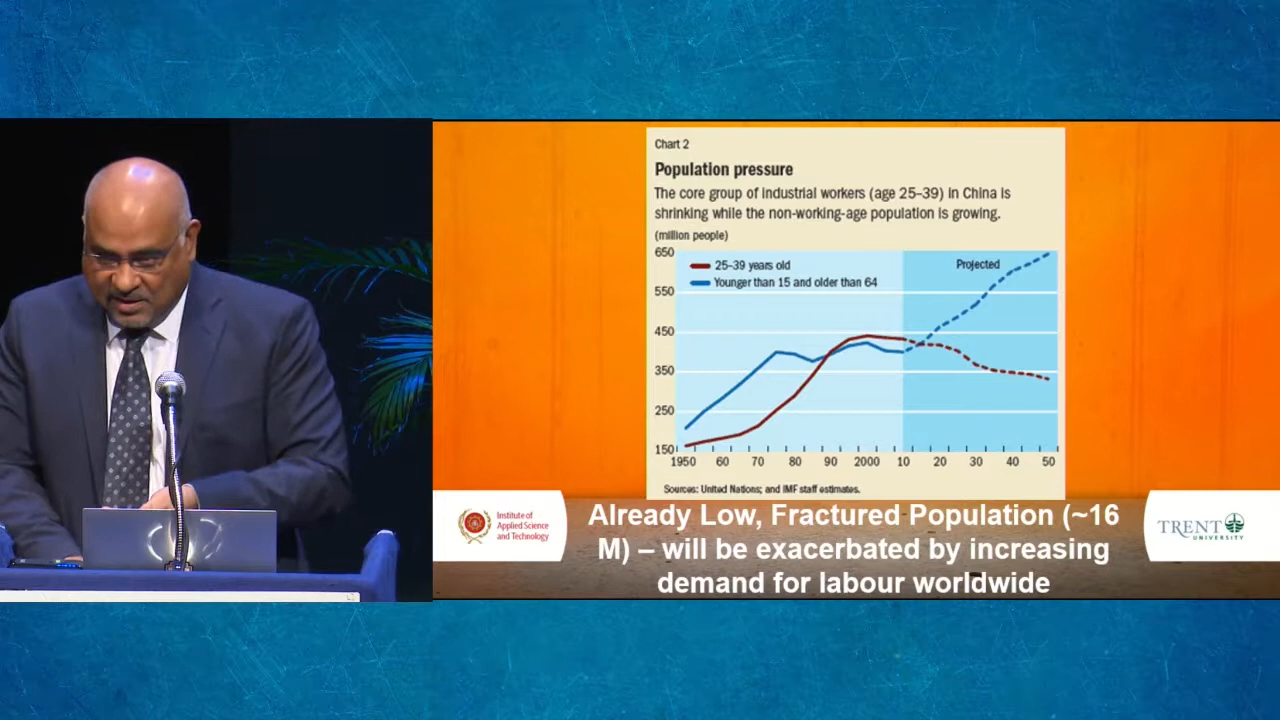 Chart 2
Population pressure
The core group of industrial workers (age 25–39) in China is
shrinking while the non-working-age population is growing.
(million people)
650
550
450
350
250
150
25–39 years old
Younger than 15 and older than 64
Projected
1950 60 70 80 90 2000 10 20 30 40 50
Sources: United Nations; and IMF staff estimates.
Institute of
Applied Science
and Technology
Already Low, Fractured Population (~16
M) – will be exacerbated by increasing
demand for labour worldwide
TRENT
UNIVERSITY